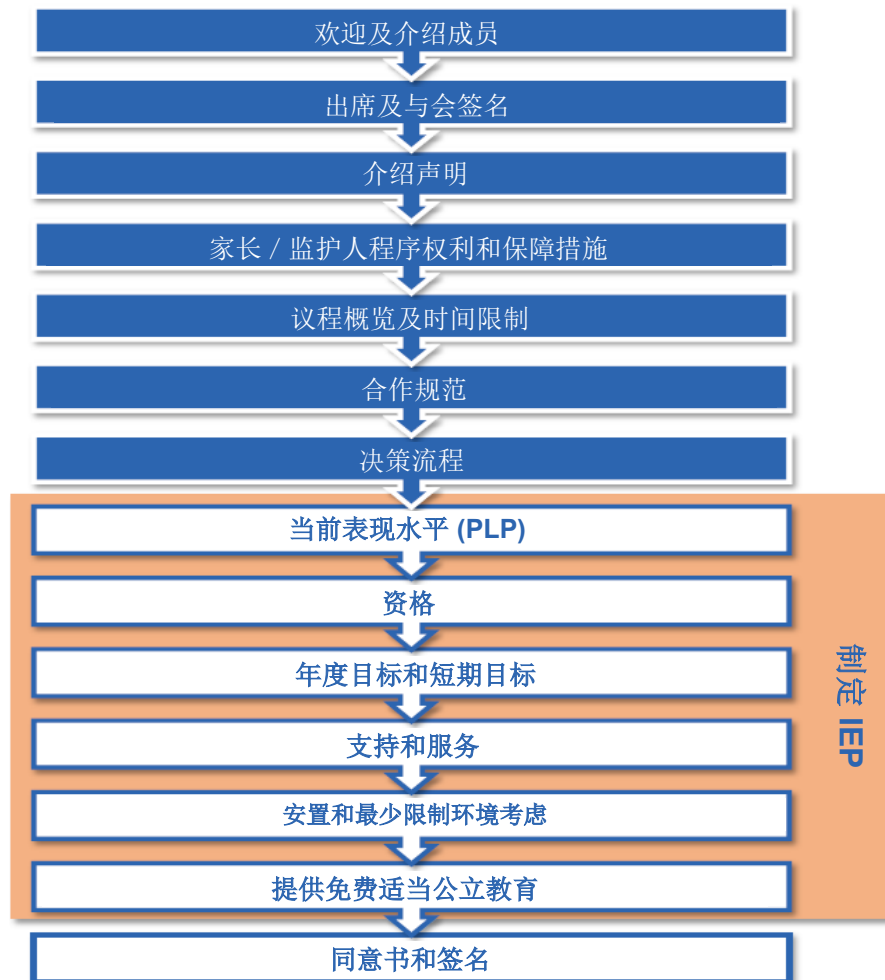 欢迎及介绍成员
出席及与会签名
介绍声明
家长 / 监护人程序权利和保障措施
议程概览及时间限制
合作规范
决策流程
当前表现水平 (PLP)
资格
年度目标和短期目标
支持和服务
安置和最少限制环境考虑
提供免费适当公立教育
制定 IEP
同意书和签名